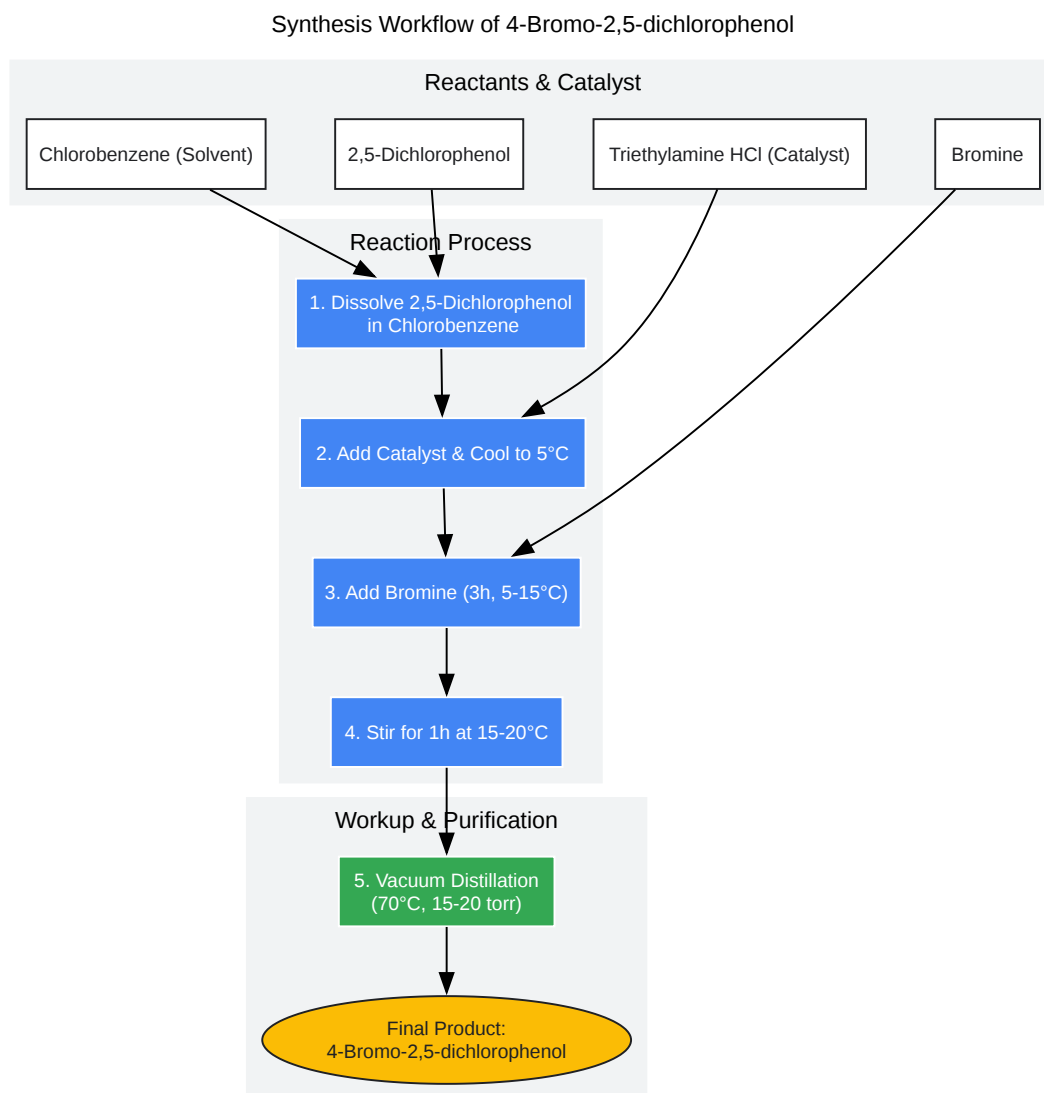 Synthesis Workflow of 4-Bromo-2,5-dichlorophenol
Reactants & Catalyst
Chlorobenzene (Solvent)
2,5-Dichlorophenol
Triethylamine HCl (Catalyst)
Bromine
Reaction Process
1. Dissolve 2,5-Dichlorophenol
in Chlorobenzene
2. Add Catalyst & Cool to 5°C
3. Add Bromine (3h, 5-15°C)
4. Stir for 1h at 15-20°C
Workup & Purification
5. Vacuum Distillation
(70°C, 15-20 torr)
Final Product:
4-Bromo-2,5-dichlorophenol